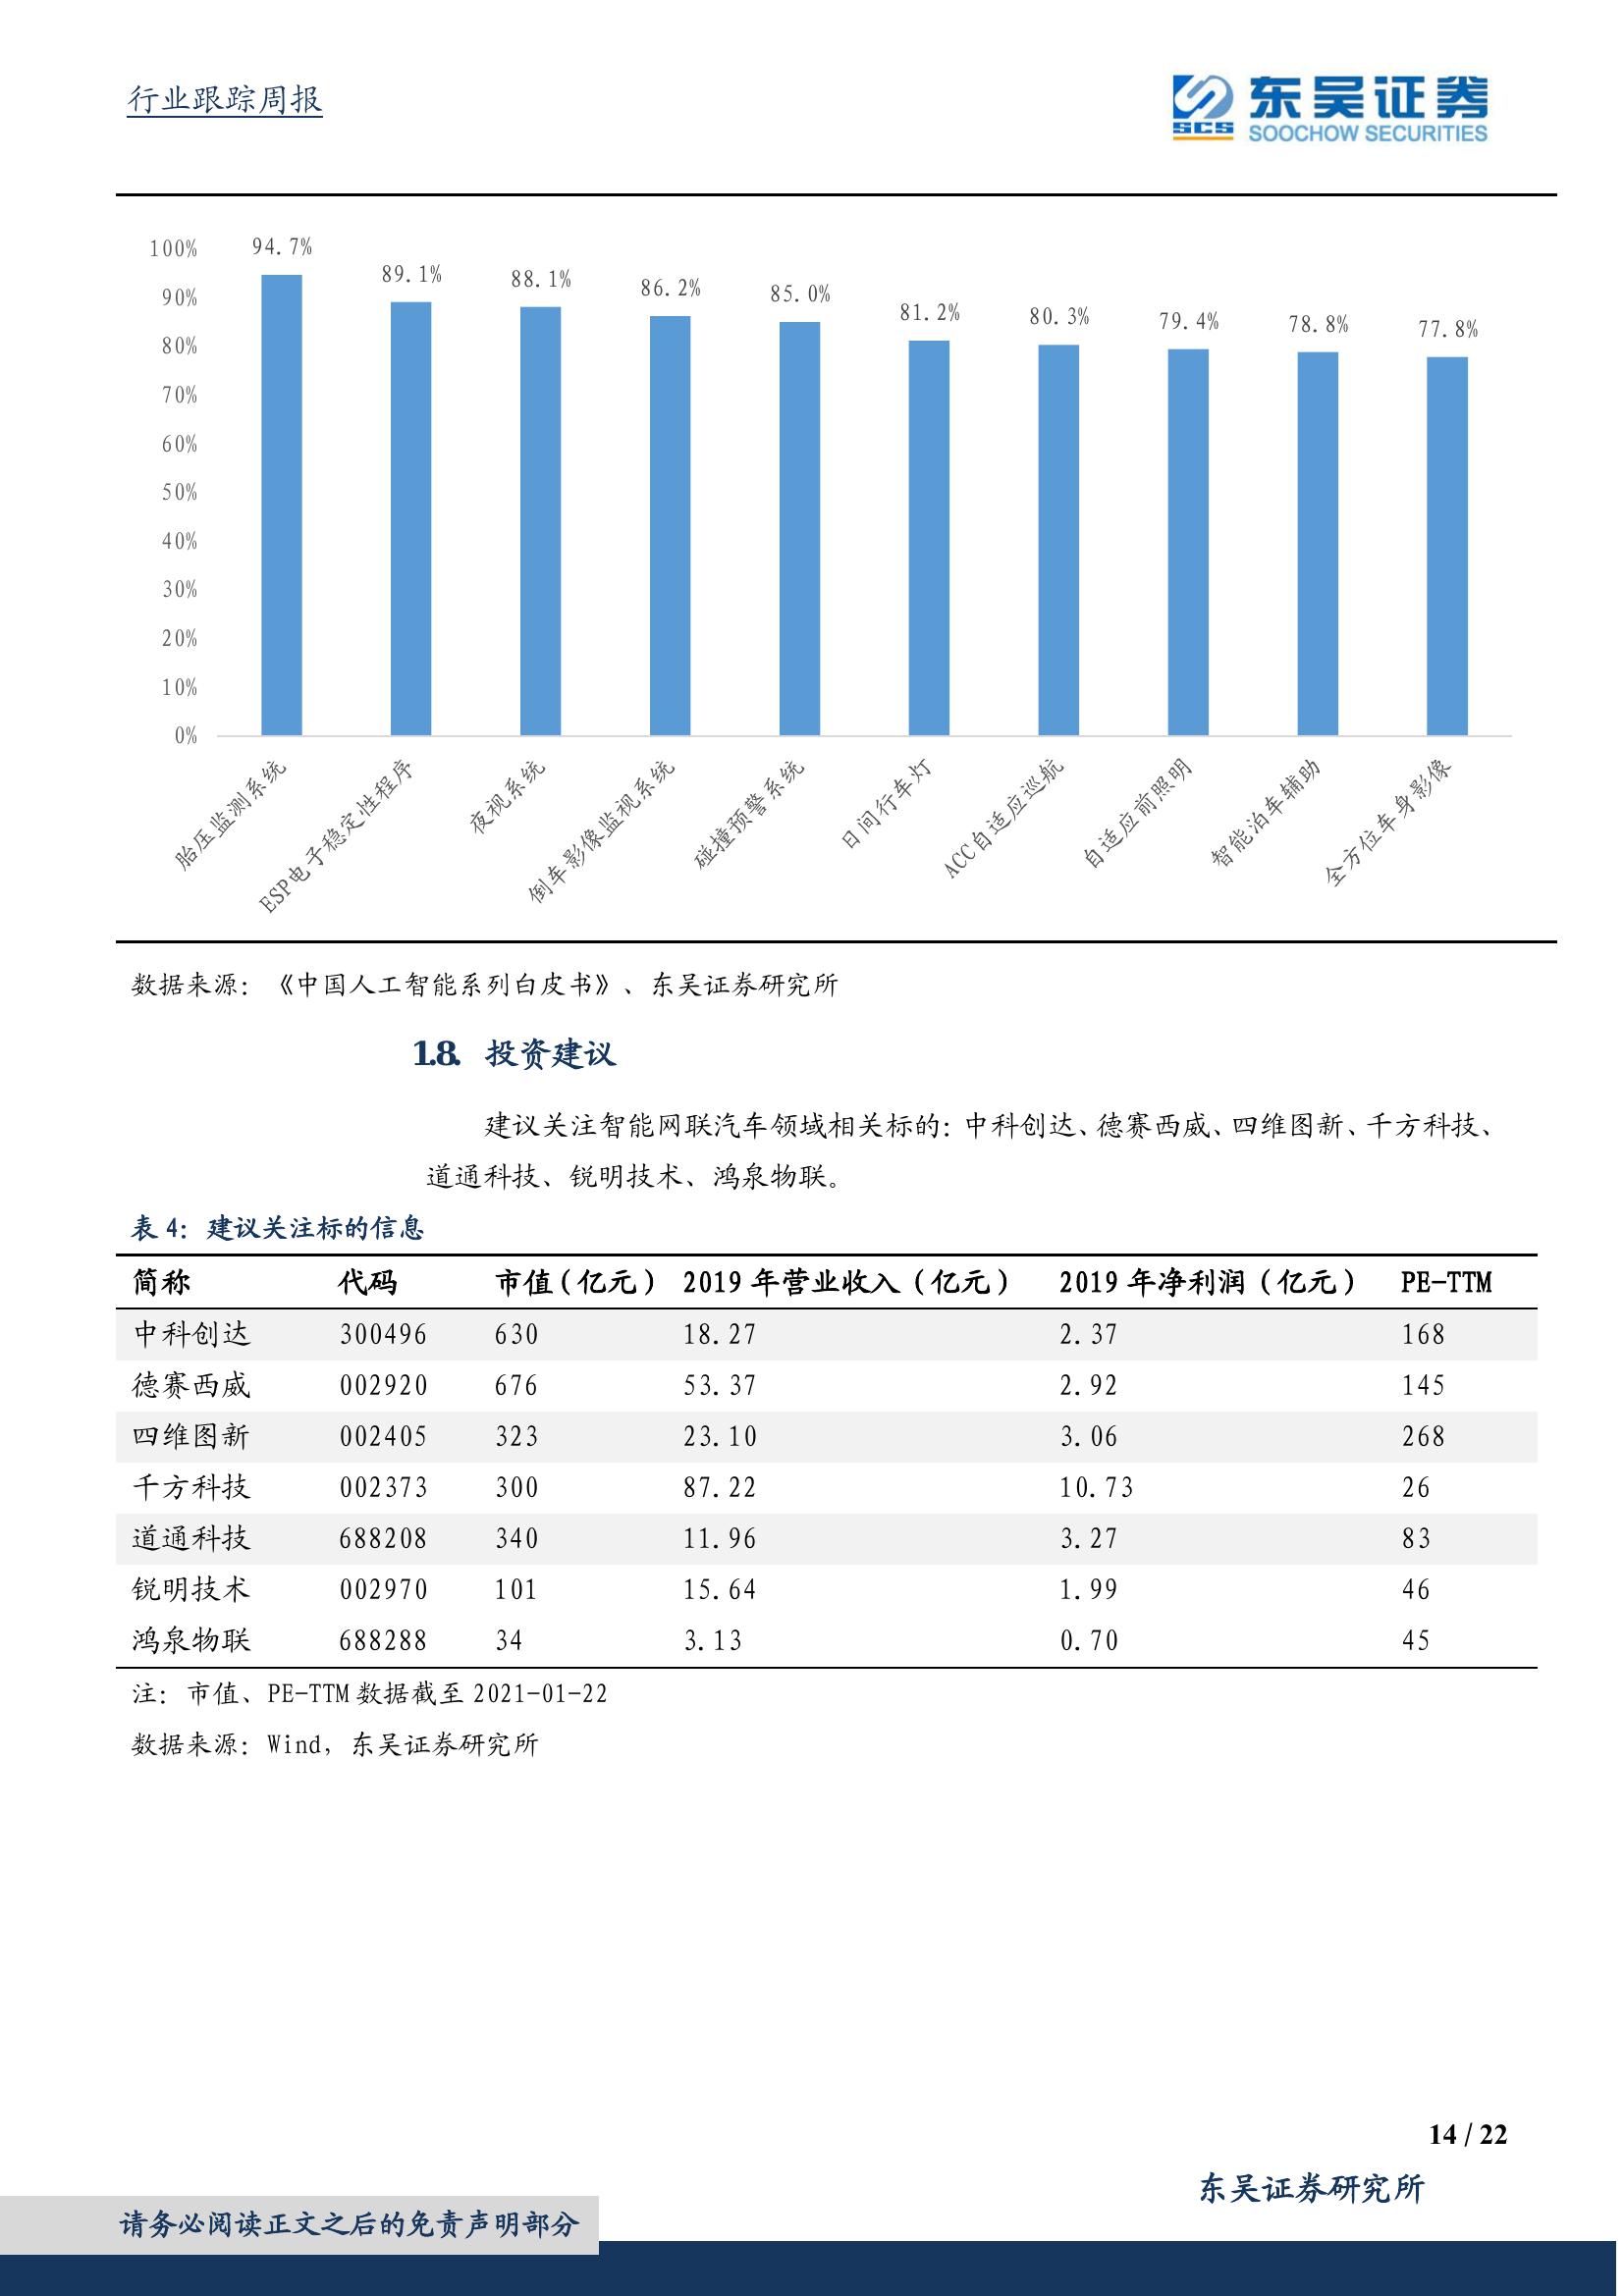 行业跟踪周报
SCS 东吴证券
SOOCHOW SECURITIES
100%
90%
80%
70%
60%
50%
40%
30%
20%
10%
0%
94.7%
89.1%
88.1%
86.2%
85.0%
81.2%
80.3%
79.4%
78.8%
77.8%
胎压监测系统
ESP电子稳定性程序
夜视系统
倒车影像监视系统
碰撞预警系统
日间行车灯
ACC自适应巡航
自适应前照明
智能泊车辅助
全方位车身影像
数据来源：《中国人工智能系列白皮书》、东吴证券研究所
1.8. 投资建议
建议关注智能网联汽车领域相关标的：中科创达、德赛西威、四维图新、千方科技、
道通科技、锐明技术、鸿泉物联。
表 4：建议关注标的信息
简称 代码 市值（亿元） 2019 年营业收入（亿元） 2019 年净利润（亿元） PE-TTM
中科创达 300496 630 18.27 2.37 168
德赛西威 002920 676 53.37 2.92 145
四维图新 002405 323 23.10 3.06 268
千方科技 002373 300 87.22 10.73 26
道通科技 688208 340 11.96 3.27 83
锐明技术 002970 101 15.64 1.99 46
鸿泉物联 688288 34 3.13 0.70 45
注：市值、PE-TTM 数据截至 2021-01-22
数据来源：Wind，东吴证券研究所
14 / 22
东吴证券研究所
请务必阅读正文之后的免责声明部分